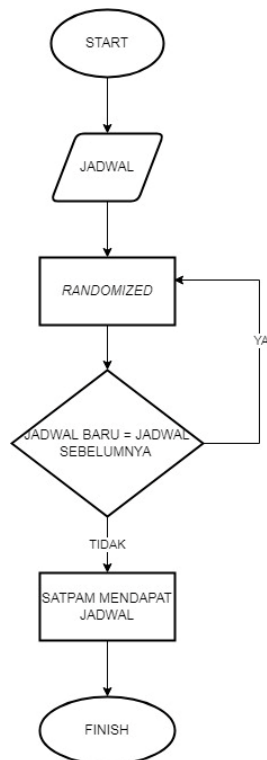 START
JADWAL
RANDOMIZED
YA
JADWAL BARU = JADWAL
SEBELUMNYA
TIDAK
SATPAM MENDAPAT
JADWAL
FINISH